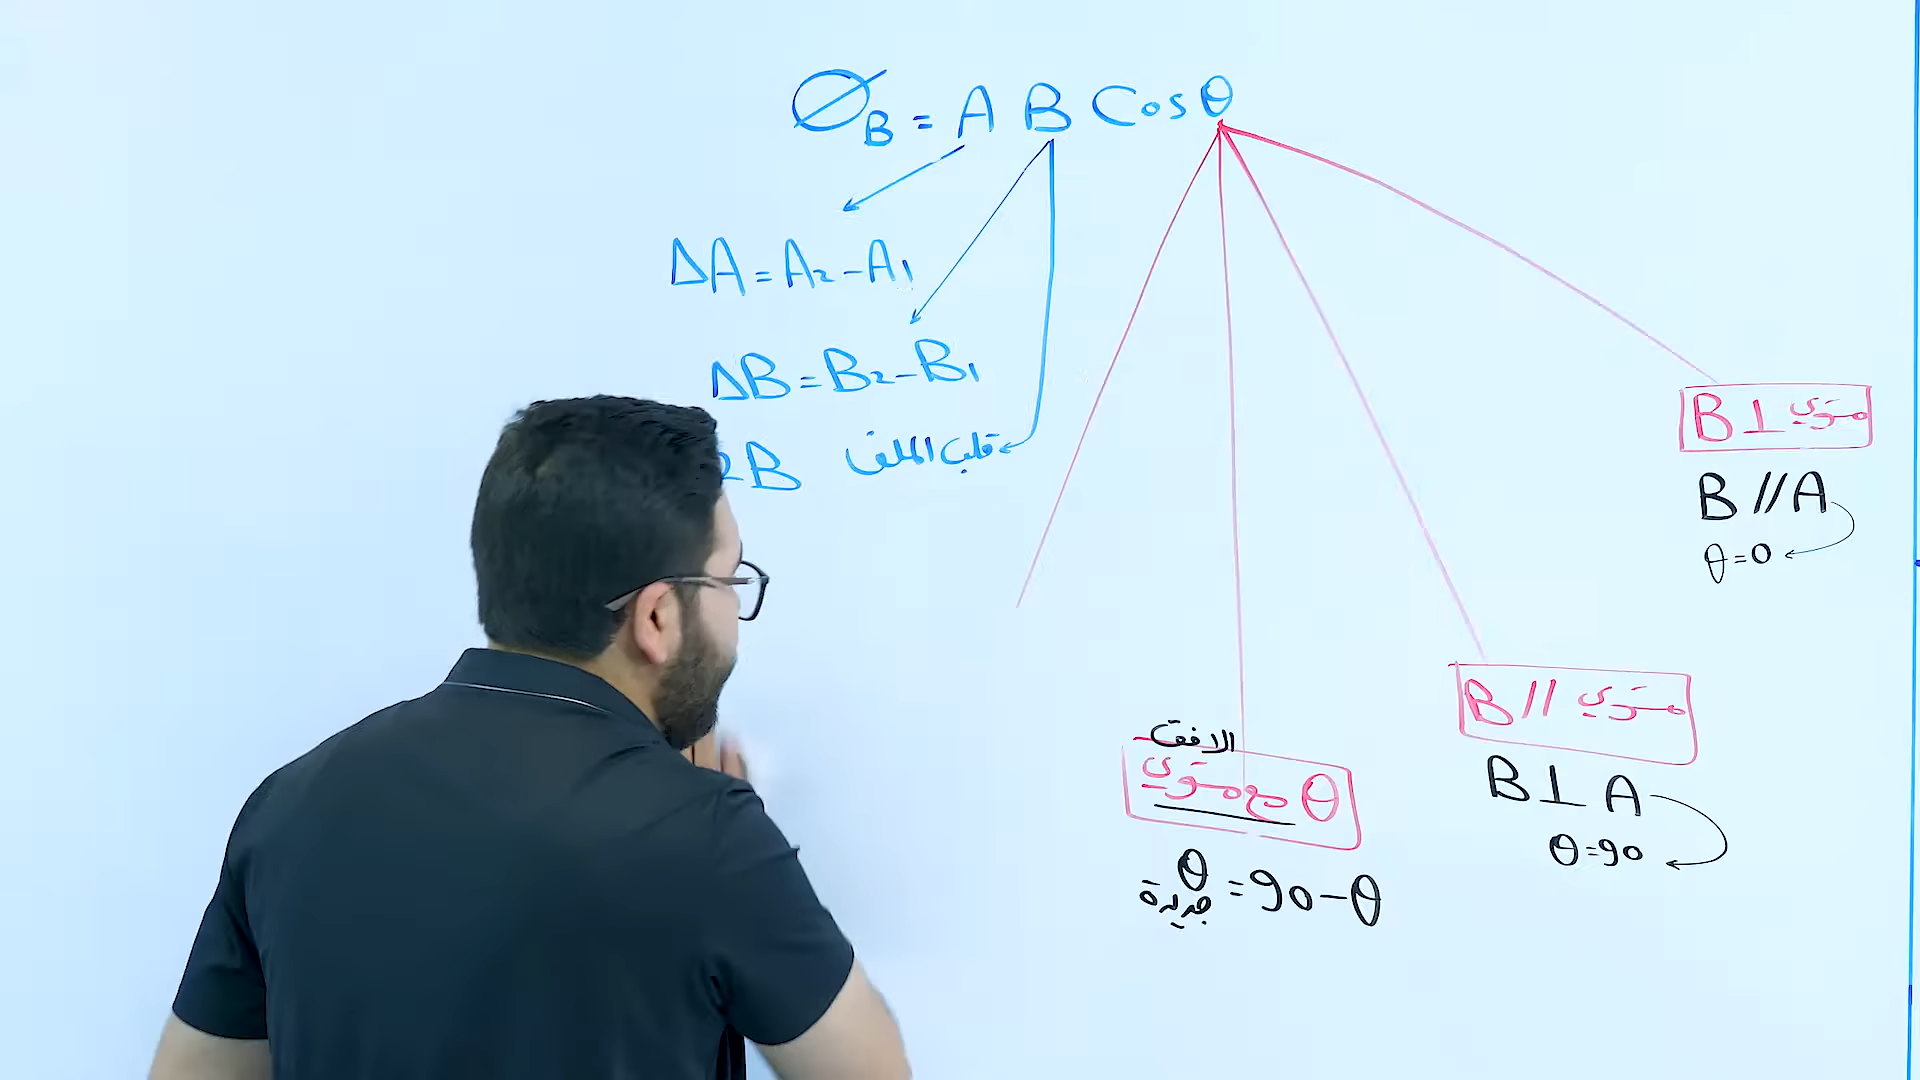 Ø_B = A B Cos θ
ΔA = A₂ - A₁
ΔB = B₂ - B₁
2B قلب الملف
B ⊥ مستوي
B // A
θ = 0
B // مستوي
B ⊥ A
θ = 90
الافق
θ مع مستوي
θ جديدة = 90 - θ